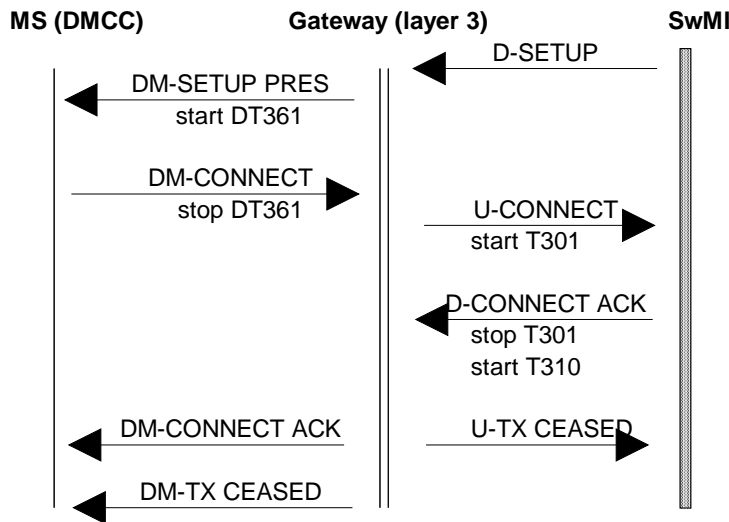 MS (DMCC) Gateway (layer 3) SwMI
D-SETUP
DM-SETUP PRES
start DT361
DM-CONNECT
stop DT361
U-CONNECT
start T301
D-CONNECT ACK
stop T301
start T310
DM-CONNECT ACK
U-TX CEASED
DM-TX CEASED